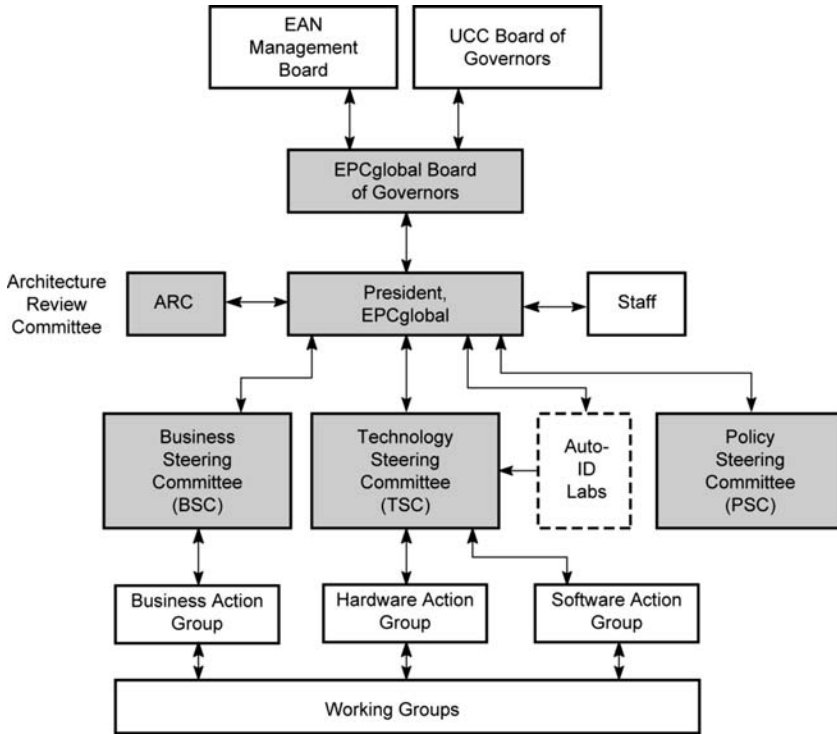 EAN
Management
Board
UCC Board of
Governors
EPCglobal Board
of Governors
Architecture
Review
Committee
ARC
President,
EPCglobal
Staff
Business
Steering
Committee
(BSC)
Technology
Steering
Committee
(TSC)
Auto-
ID
Labs
Policy
Steering
Committee
(PSC)
Business Action
Group
Hardware Action
Group
Software Action
Group
Working Groups